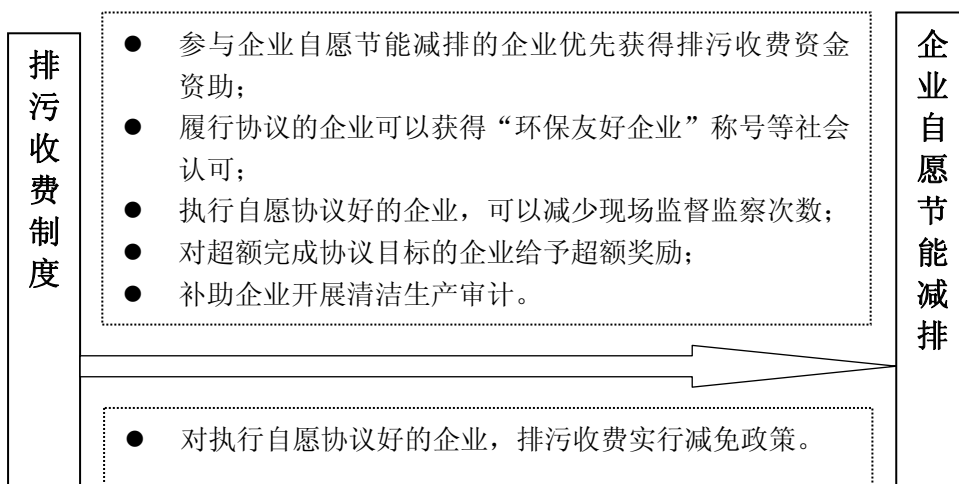 排污收费制度
● 参与企业自愿节能减排的企业优先获得排污收费资金
资助；
● 履行协议的企业可以获得“环保友好企业”称号等社会
认可；
● 执行自愿协议好的企业，可以减少现场监督监察次数；
● 对超额完成协议目标的企业给予超额奖励；
● 补助企业开展清洁生产审计。
● 对执行自愿协议好的企业，排污收费实行减免政策。
企业自愿节能减排